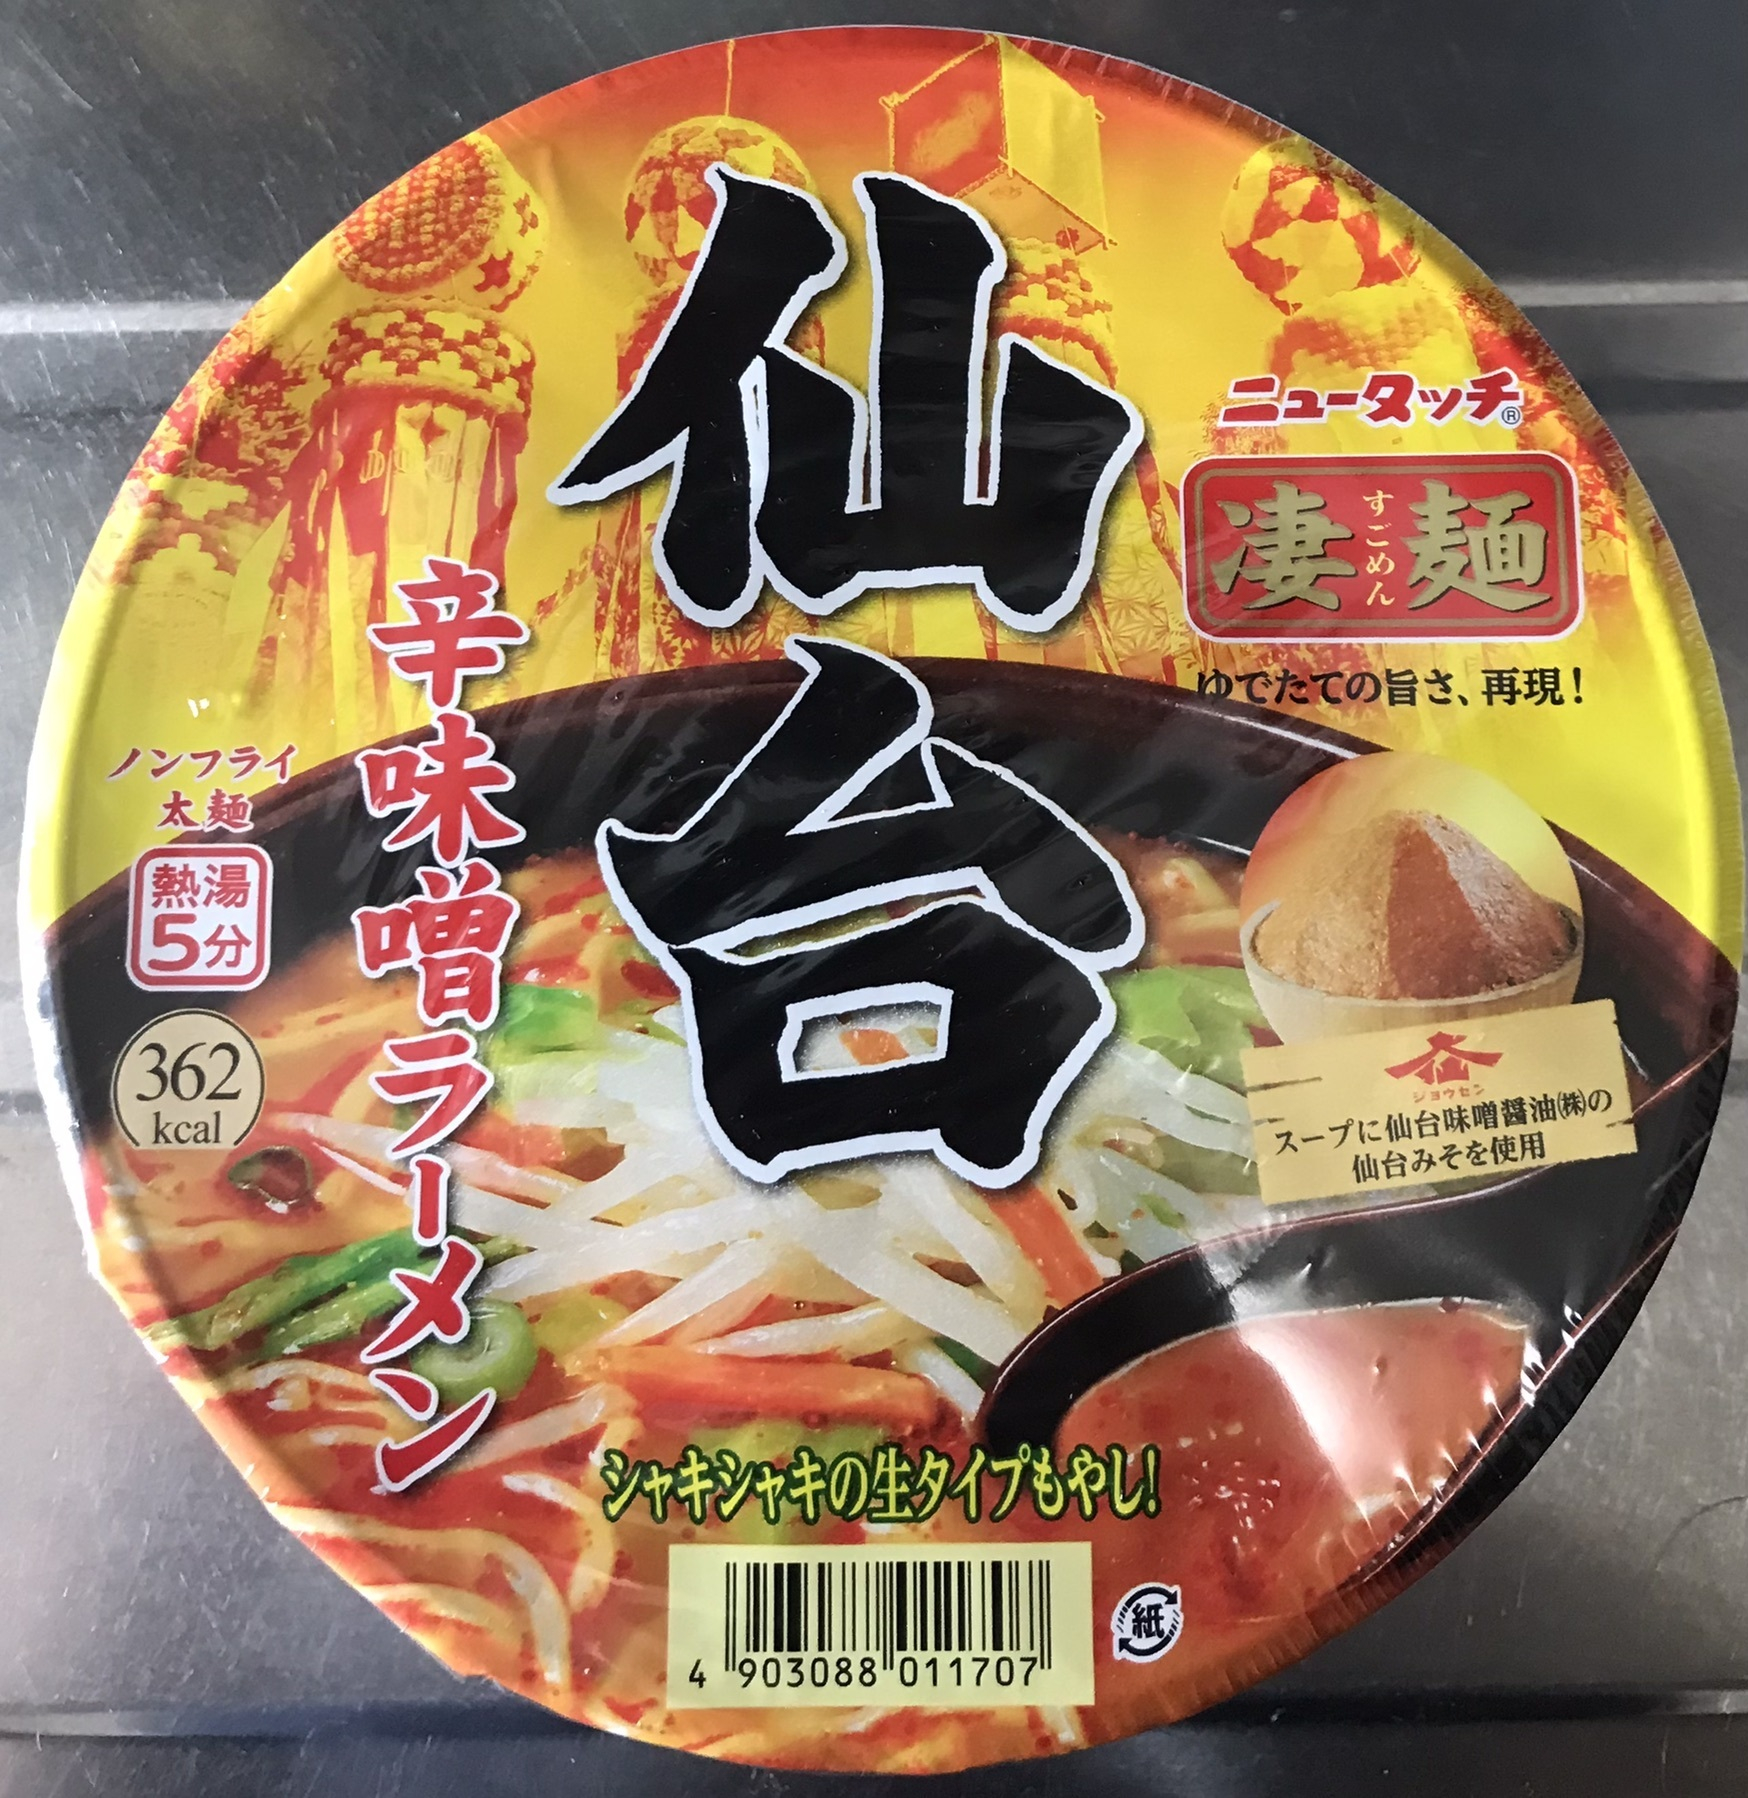 仙台
辛味噌ラーメン
ニュータッチ®
凄麺
すごめん
ゆでたての旨さ、再現!
ノンフライ
太麺
熱湯
5分
362
kcal
ジョウセン
スープに仙台味噌醤油㈱の
仙台みそを使用
シャキシャキの生タイプもやし!
4 903088 011707
紙